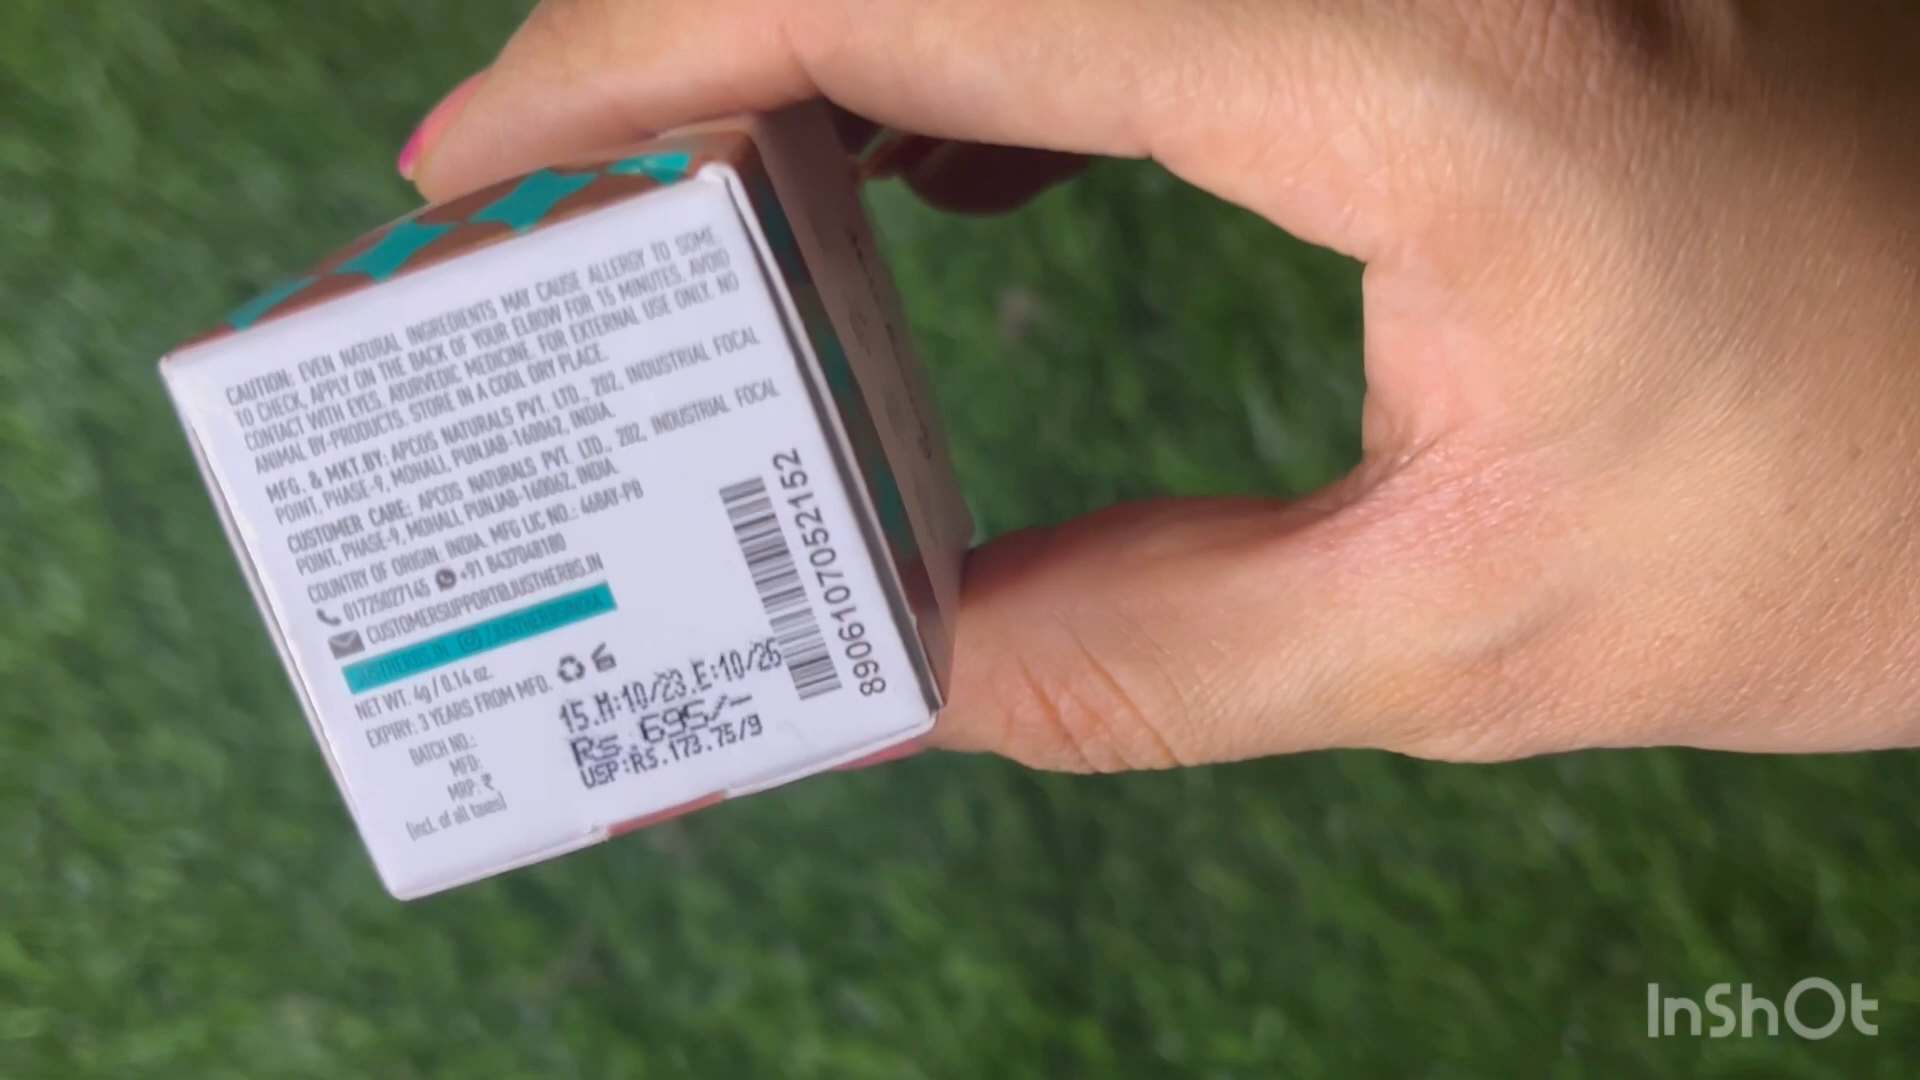 CAUTION: EVEN NATURAL INGREDIENTS MAY CAUSE ALLERGY TO SOME.
TO CHECK, APPLY ON THE BACK OF YOUR ELBOW FOR 15 MINUTES. AVOID
CONTACT WITH EYES. AYURVEDIC MEDICINE. FOR EXTERNAL USE ONLY. NO
ANIMAL BY-PRODUCTS. STORE IN A COOL DRY PLACE.
MFG. & MKT.BY: APCOS NATURALS PVT. LTD., 202, INDUSTRIAL FOCAL
POINT, PHASE-9, MOHALI, PUNJAB-160062, INDIA.
CUSTOMER CARE: APCOS NATURALS PVT. LTD., 202, INDUSTRIAL FOCAL
POINT, PHASE-9, MOHALI, PUNJAB-160062, INDIA.
COUNTRY OF ORIGIN: INDIA. MFG LIC NO.: 468AY-PB
01725027145 +91 8437048180
CUSTOMERSUPPORT@JUSTHERBS.IN
JUSTHERBS.IN /JUSTHERBSINDIA
NET WT. 4g / 0.14 oz.
EXPIRY: 3 YEARS FROM MFD.
BATCH NO.:
MFD:
MRP: ₹
(incl. of all taxes)
15.M:10/23.E:10/26
Rs.695/-
USP:RS.173.75/g
8906107052152
InShOt